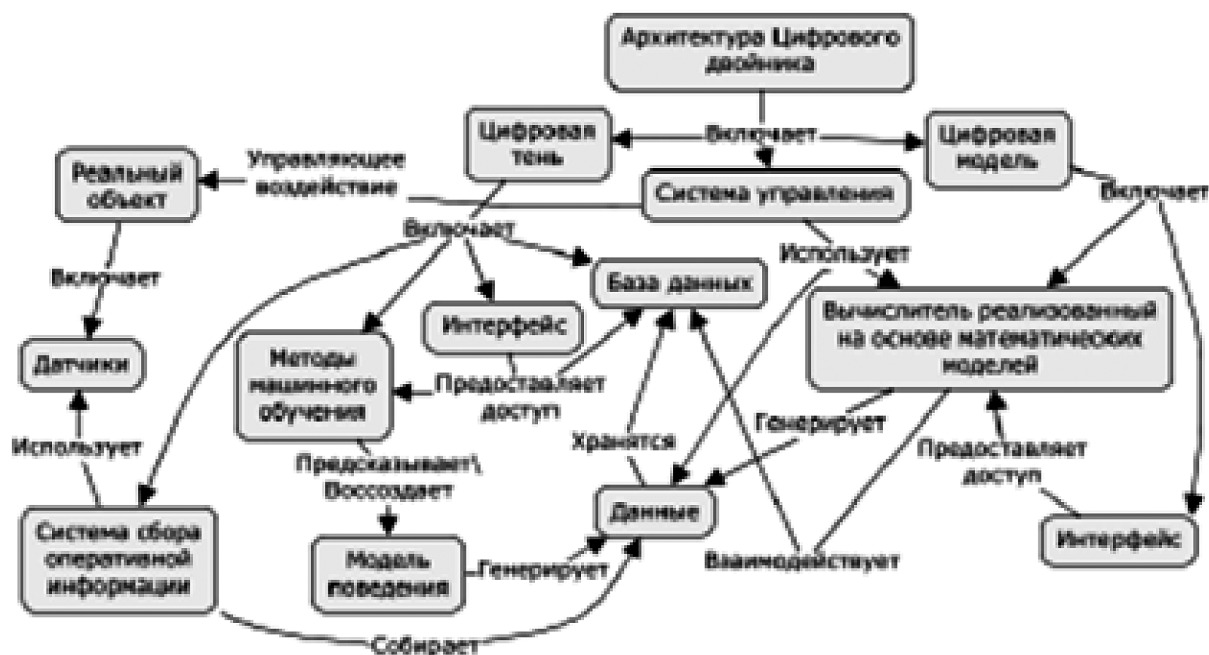 Архитектура Цифрового
двойника
Цифровая
тень
Включает
Цифровая
модель
Управляющее
воздействие
Реальный
объект
Система управления
Включает
Включает
Использует
Включает
База данных
Интерфейс
Вычислитель реализованный
на основе математических
моделей
Датчики
Методы
машинного
обучения
Предоставляет
доступ
Генерирует
Хранятся
Использует
Предоставляет
доступ
Предсказывает\
Воссоздает
Данные
Система сбора
оперативной
информации
Модель
поведения
Генерирует
Взаимодействует
Интерфейс
Собирает